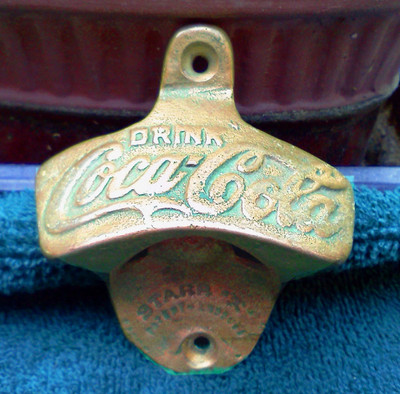 DRINK
Coca-Cola
STARR "X"